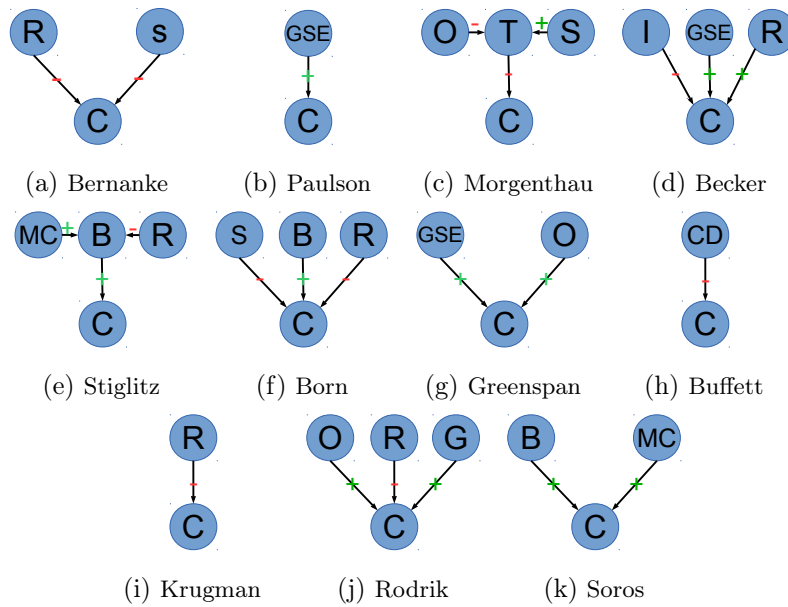 R s GSE O - T + S I GSE R
- - + - - + +
C C C C
(a) Bernanke (b) Paulson (c) Morgenthau (d) Becker
MC + B - R S B R GSE O CD
+ - + - + + -
C C C C
(e) Stiglitz (f) Born (g) Greenspan (h) Buffett
R O R G B MC
- + - + + +
C C C
(i) Krugman (j) Rodrik (k) Soros